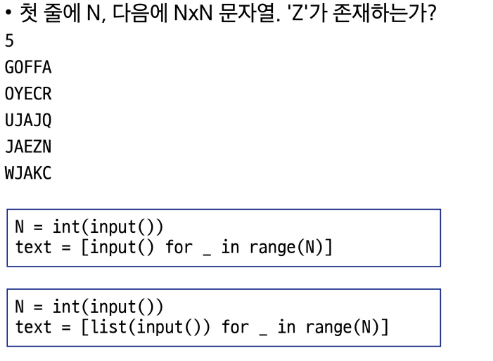 • 첫 줄에 N, 다음에 NxN 문자열. 'Z'가 존재하는가?
5
GOFFA
OYECR
UJAJQ
JAEZN
WJAKC
N = int(input())
text = [input() for _ in range(N)]
N = int(input())
text = [list(input()) for _ in range(N)]